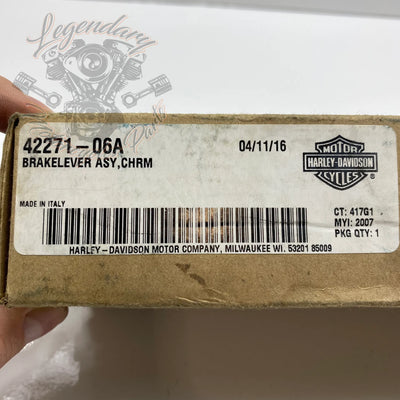 Legendary
Parts
42271-06A
04/11/16
BRAKELEVER ASY,CHRM
MOTOR
HARLEY-DAVIDSON
CYCLES
®
MADE IN ITALY
CT: 417G1
MYI: 2007
PKG QTY: 1
HARLEY-DAVIDSON MOTOR COMPANY, MILWAUKEE WI. 53201 85009